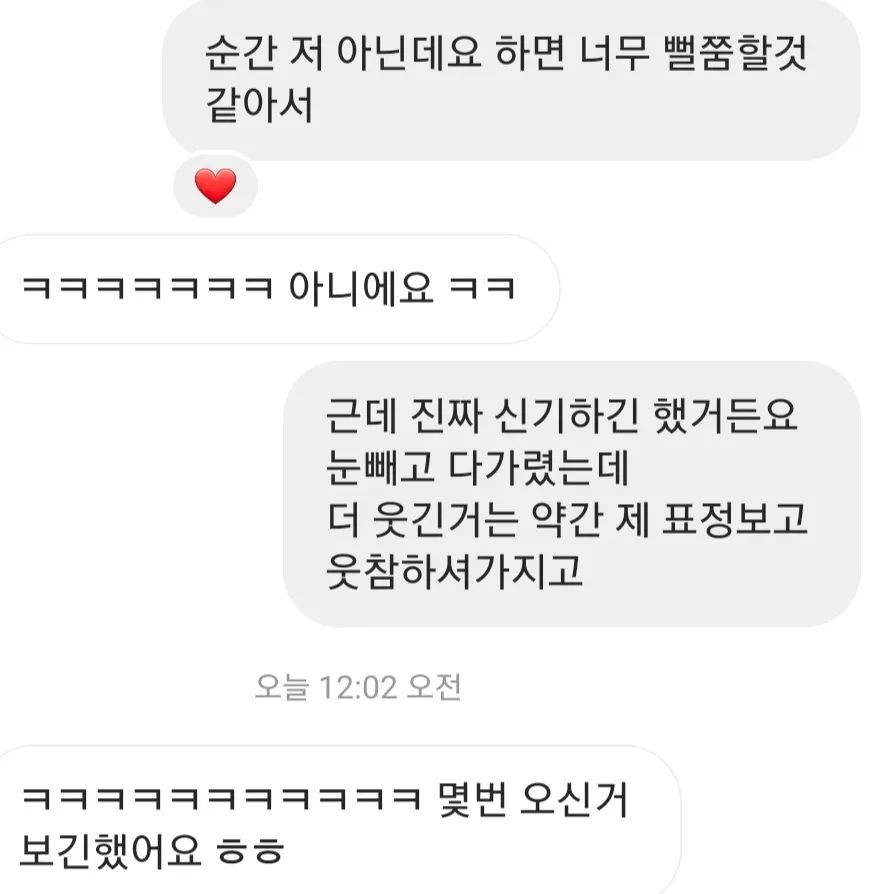 순간 저 아닌데요 하면 너무 뻘쭘할것
같아서
ㅋㅋㅋㅋㅋㅋㅋ 아니에요 ㅋㅋ
근데 진짜 신기하긴 했거든요
눈빼고 다가렸는데
더 웃긴거는 약간 제 표정보고
웃참하셔가지고
오늘 12:02 오전
ㅋㅋㅋㅋㅋㅋㅋㅋㅋㅋㅋ 몇번 오신거
보긴했어요 ㅎㅎ